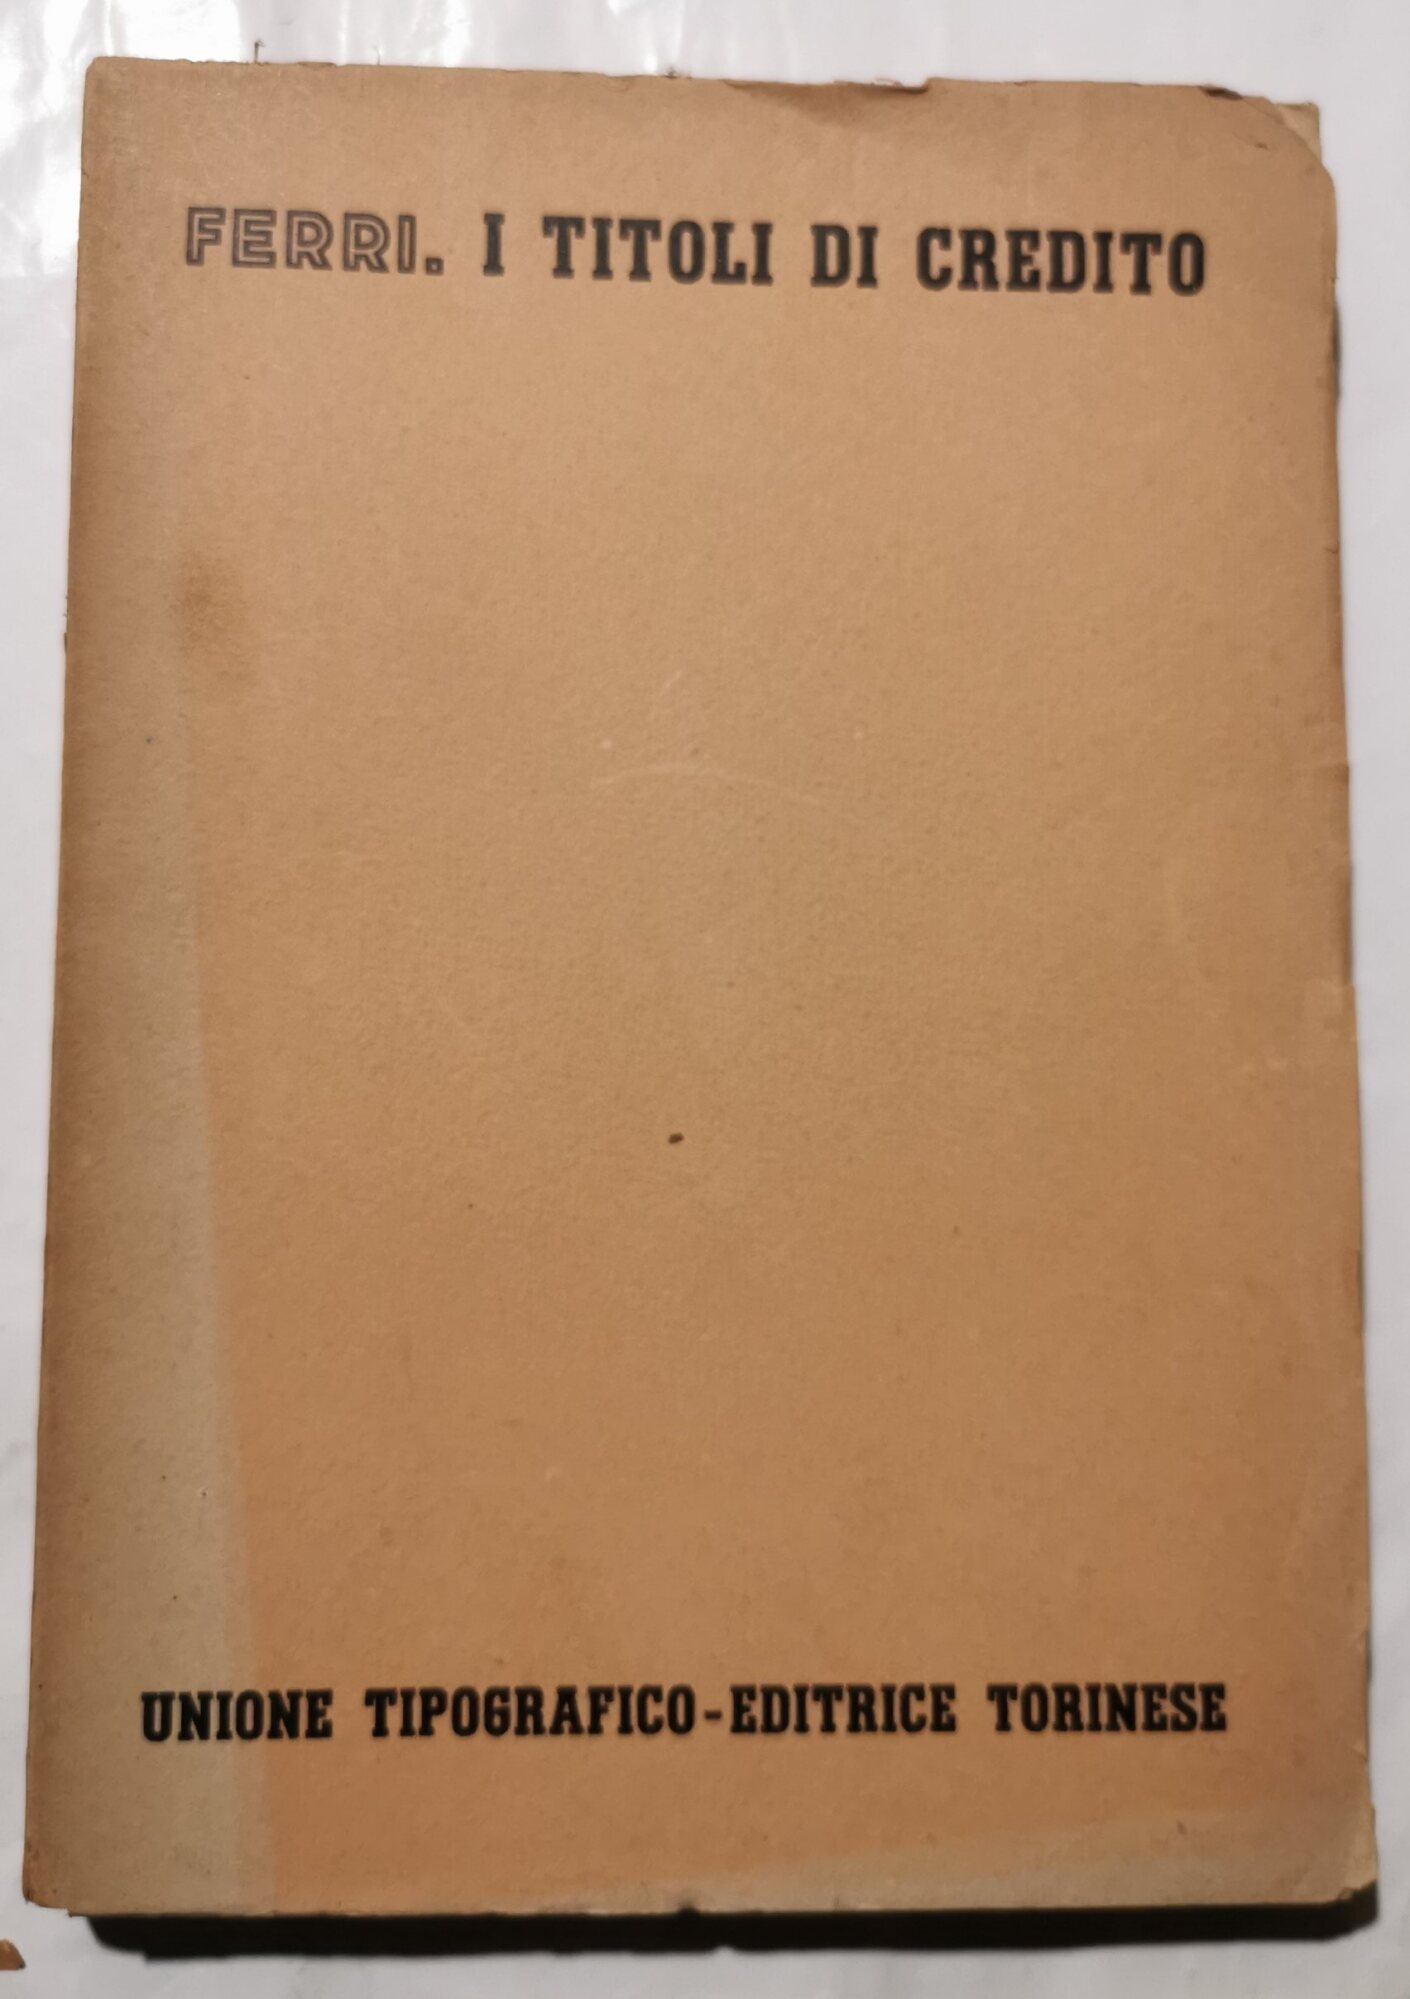 FERRI. I TITOLI DI CREDITO
UNIONE TIPOGRAFICO-EDITRICE TORINESE